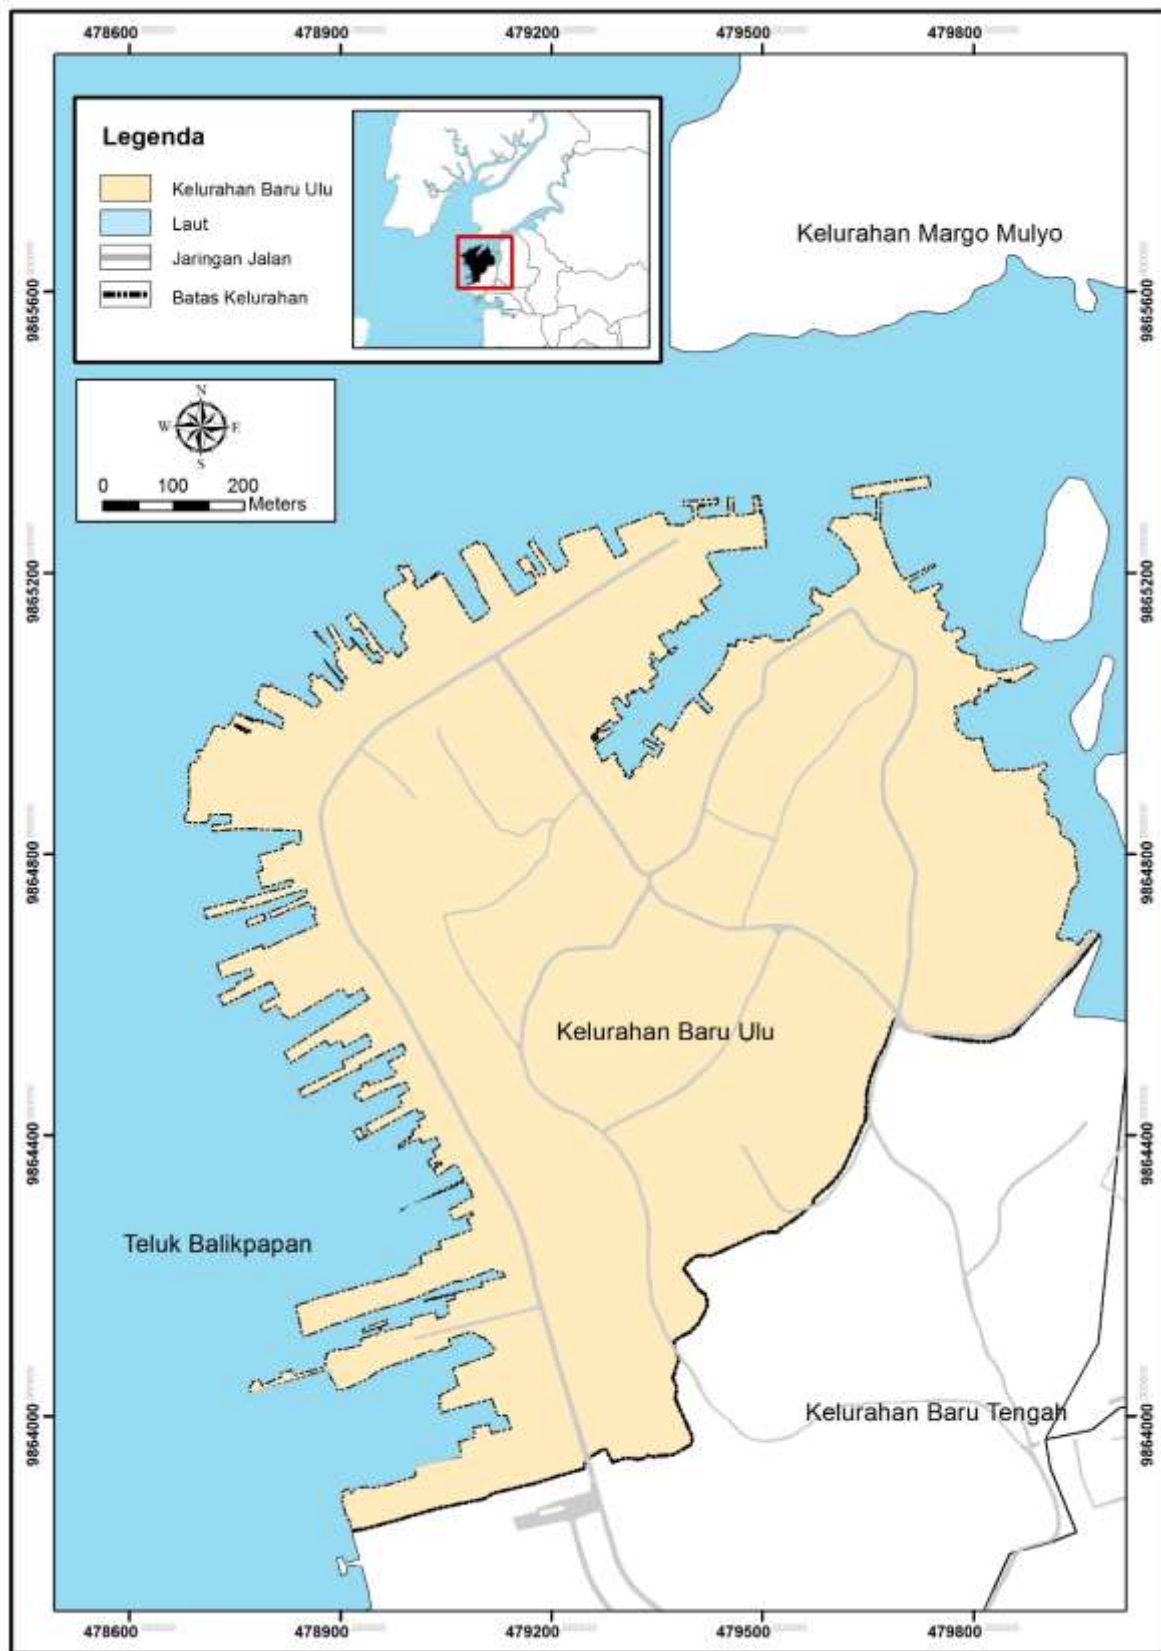 478600 478900 479200 479500 479800
Legenda
Kelurahan Baru Ulu
Laut
Jaringan Jalan
Batas Kelurahan
Kelurahan Margo Mulyo
9865600
9865600
N
W E
S
0 100 200
Meters
9865200
9865200
9864800
9864800
Kelurahan Baru Ulu
9864400
9864400
Teluk Balikpapan
Kelurahan Baru Tengah
9864000
9864000
478600 478900 479200 479500 479800